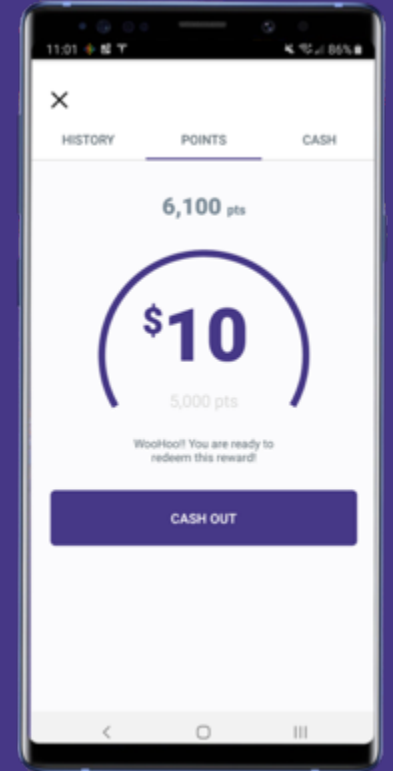 11:01 86%
HISTORY POINTS CASH
6,100 pts
$10
5,000 pts
WooHoo!! You are ready to
redeem this reward!
CASH OUT